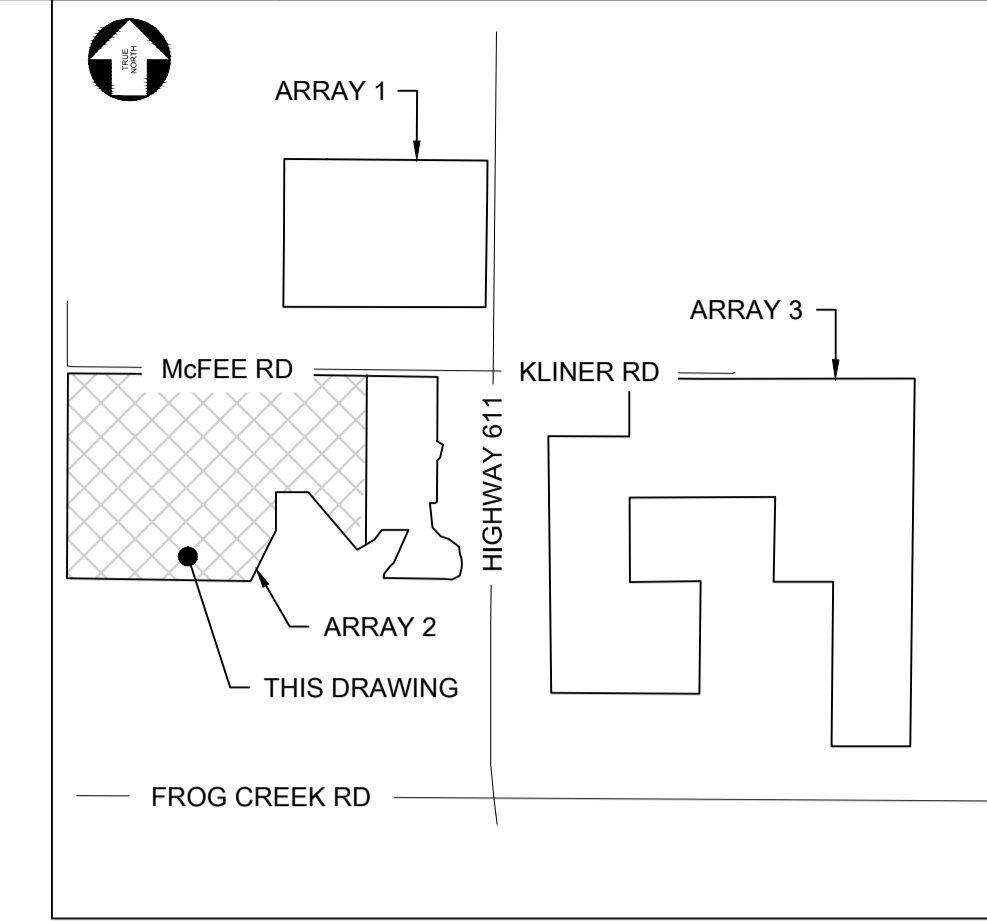 TRUE
NORTH
ARRAY 1
ARRAY 3
McFEE RD
KLINER RD
HIGHWAY 611
ARRAY 2
THIS DRAWING
FROG CREEK RD